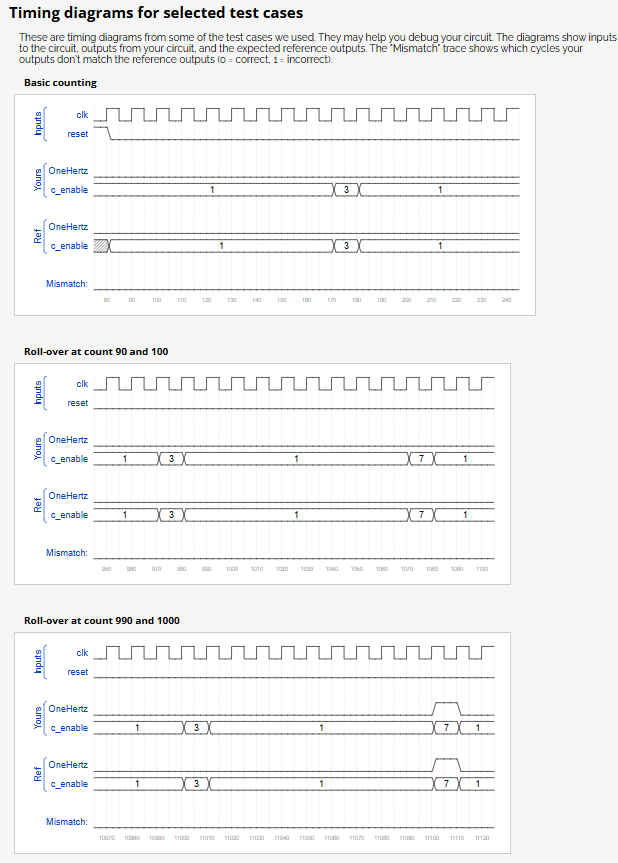 Timing diagrams for selected test cases
These are timing diagrams from some of the test cases we used. They may help you debug your circuit. The diagrams show inputs
to the circuit, outputs from your circuit, and the expected reference outputs. The "Mismatch" trace shows which cycles your
outputs don't match the reference outputs (0 = correct, 1 = incorrect).
Basic counting
Inputs
clk
reset
Yours
OneHertz
c_enable 1 3 1
Ref
OneHertz
c_enable 1 3 1
Mismatch:
80 90 100 110 120 130 140 150 160 170 180 190 200 210 220 230 240
Roll-over at count 90 and 100
Inputs
clk
reset
Yours
OneHertz
c_enable 1 3 1 7 1
Ref
OneHertz
c_enable 1 3 1 7 1
Mismatch:
950 960 970 980 990 1000 1010 1020 1030 1040 1050 1060 1070 1080 1090 1100
Roll-over at count 990 and 1000
Inputs
clk
reset
Yours
OneHertz
c_enable 1 3 1 7 1
Ref
OneHertz
c_enable 1 3 1 7 1
Mismatch:
10970 10980 10990 11000 11010 11020 11030 11040 11050 11060 11070 11080 11090 11100 11110 11120